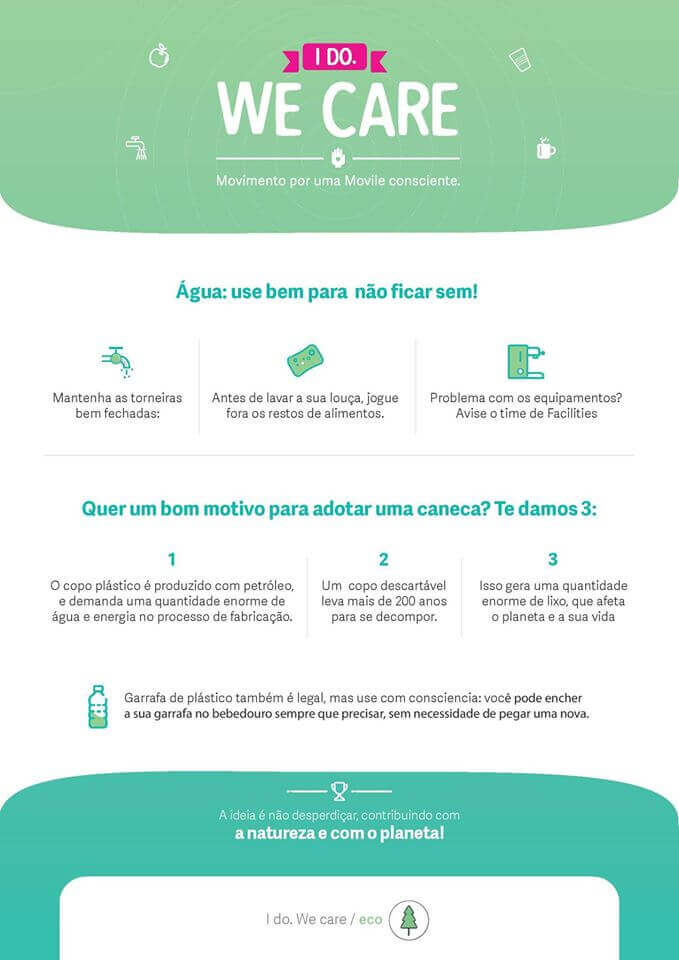 I DO.
WE CARE
Movimento por uma Movile consciente.
Água: use bem para não ficar sem!
Mantenha as torneiras
bem fechadas:
Antes de lavar a sua louça, jogue
fora os restos de alimentos.
Problema com os equipamentos?
Avise o time de Facilities
Quer um bom motivo para adotar uma caneca? Te damos 3:
1
O copo plástico é produzido com petróleo,
e demanda uma quantidade enorme de
água e energia no processo de fabricação.
2
Um copo descartável
leva mais de 200 anos
para se decompor.
3
Isso gera uma quantidade
enorme de lixo, que afeta
o planeta e a sua vida
Garrafa de plástico também é legal, mas use com consciencia: você pode encher
a sua garrafa no bebedouro sempre que precisar, sem necessidade de pegar uma nova.
A ideia é não desperdiçar, contribuindo com
a natureza e com o planeta!
I do. We care / eco